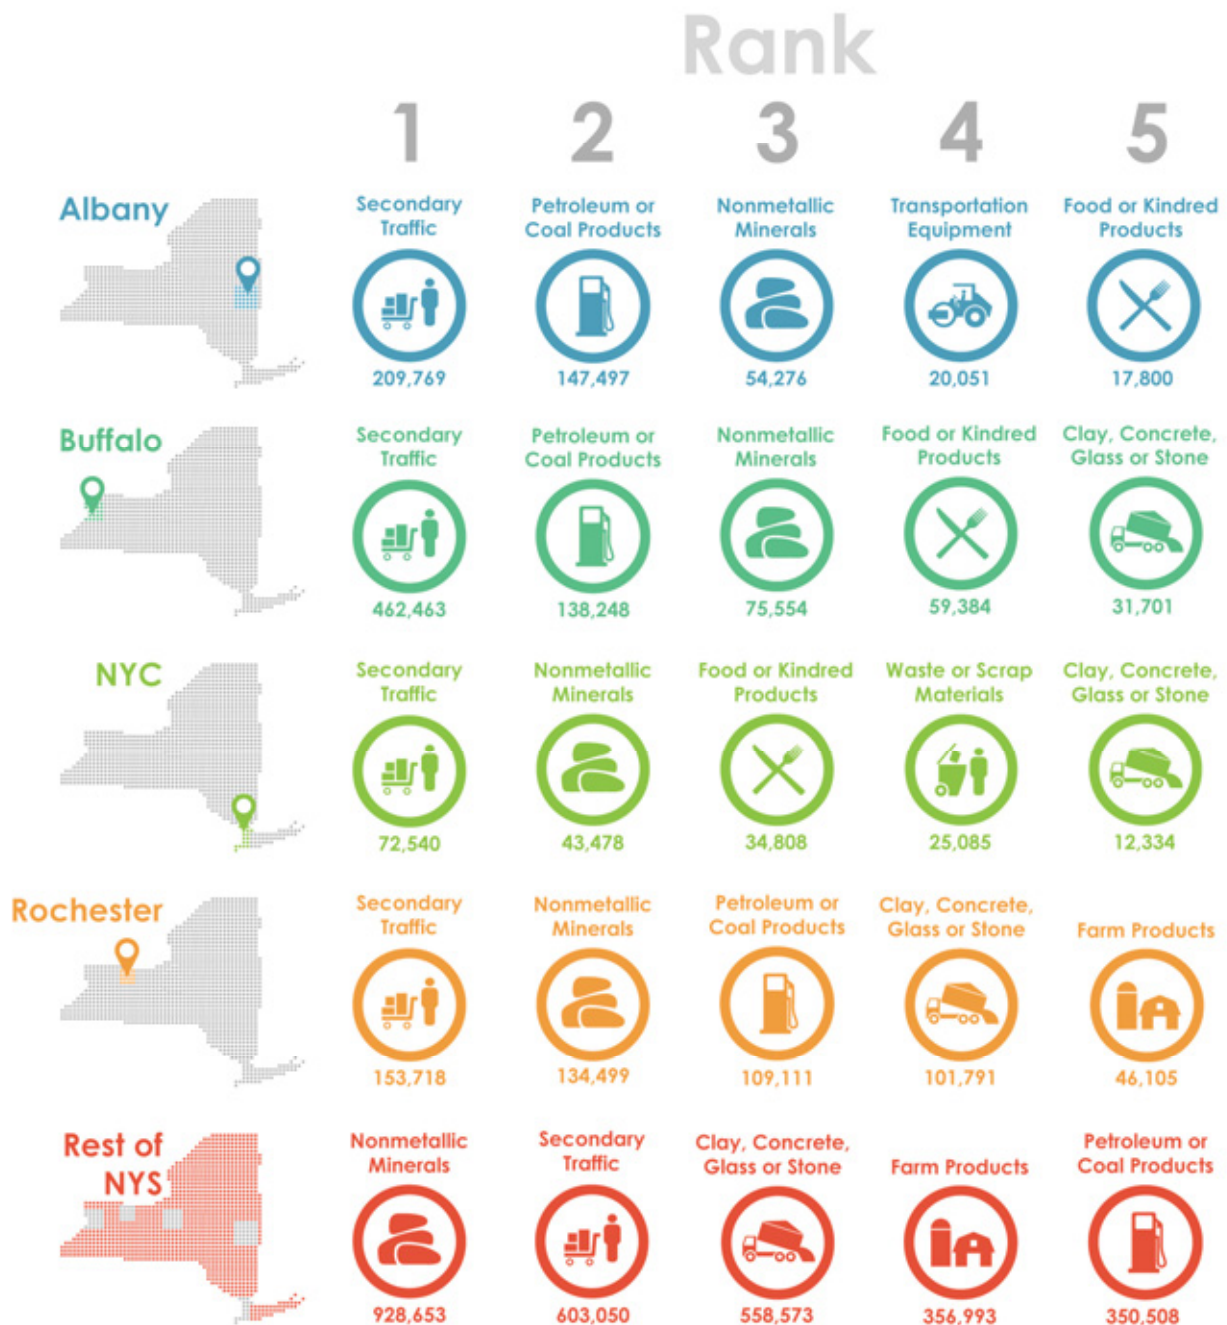 Rank
1 2 3 4 5
Albany
Secondary Traffic
Petroleum or Coal Products
Nonmetallic Minerals
Transportation Equipment
Food or Kindred Products
209,769
147,497
54,276
20,051
17,800
Buffalo
Secondary Traffic
Petroleum or Coal Products
Nonmetallic Minerals
Food or Kindred Products
Clay, Concrete, Glass or Stone
462,463
138,248
75,554
59,384
31,701
NYC
Secondary Traffic
Nonmetallic Minerals
Food or Kindred Products
Waste or Scrap Materials
Clay, Concrete, Glass or Stone
72,540
43,478
34,808
25,085
12,334
Rochester
Secondary Traffic
Nonmetallic Minerals
Petroleum or Coal Products
Clay, Concrete, Glass or Stone
Farm Products
153,718
134,499
109,111
101,791
46,105
Rest of NYS
Nonmetallic Minerals
Secondary Traffic
Clay, Concrete, Glass or Stone
Farm Products
Petroleum or Coal Products
928,653
603,050
558,573
356,993
350,508